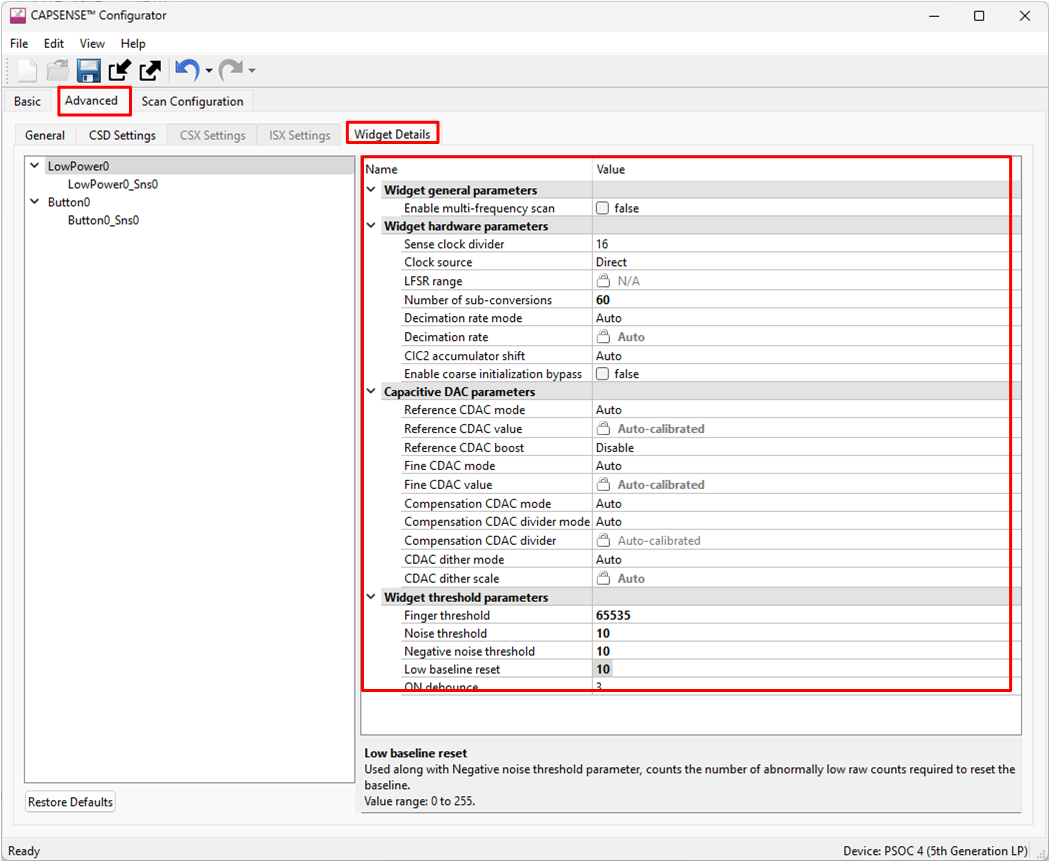 CAPSENSE™ Configurator
File Edit View Help
Basic Advanced Scan Configuration
General CSD Settings CSX Settings ISX Settings Widget Details
LowPower0
LowPower0_Sns0
Button0
Button0_Sns0
Name Value
Widget general parameters
Enable multi-frequency scan false
Widget hardware parameters
Sense clock divider 16
Clock source Direct
LFSR range N/A
Number of sub-conversions 60
Decimation rate mode Auto
Decimation rate Auto
CIC2 accumulator shift Auto
Enable coarse initialization bypass false
Capacitive DAC parameters
Reference CDAC mode Auto
Reference CDAC value Auto-calibrated
Reference CDAC boost Disable
Fine CDAC mode Auto
Fine CDAC value Auto-calibrated
Compensation CDAC mode Auto
Compensation CDAC divider mode Auto
Compensation CDAC divider Auto-calibrated
CDAC dither mode Auto
CDAC dither scale Auto
Widget threshold parameters
Finger threshold 65535
Noise threshold 10
Negative noise threshold 10
Low baseline reset 10
ON debounce 3
Low baseline reset
Used along with Negative noise threshold parameter, counts the number of abnormally low raw counts required to reset the
baseline.
Value range: 0 to 255.
Restore Defaults
Ready Device: PSOC 4 (5th Generation LP)